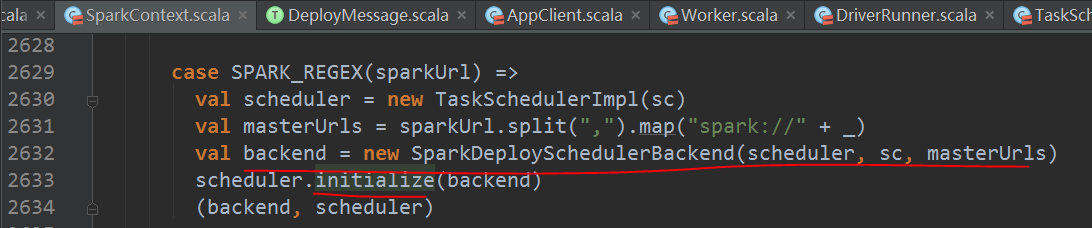 .scala × SparkContext.scala × DeployMessage.scala × AppClient.scala × Worker.scala × DriverRunner.scala × TaskSch
2628
2629 case SPARK_REGEX(sparkUrl) =>
2630 val scheduler = new TaskSchedulerImpl(sc)
2631 val masterUrls = sparkUrl.split(",").map("spark://" + _)
2632 val backend = new SparkDeploySchedulerBackend(scheduler, sc, masterUrls)
2633 scheduler.initialize(backend)
2634 (backend, scheduler)